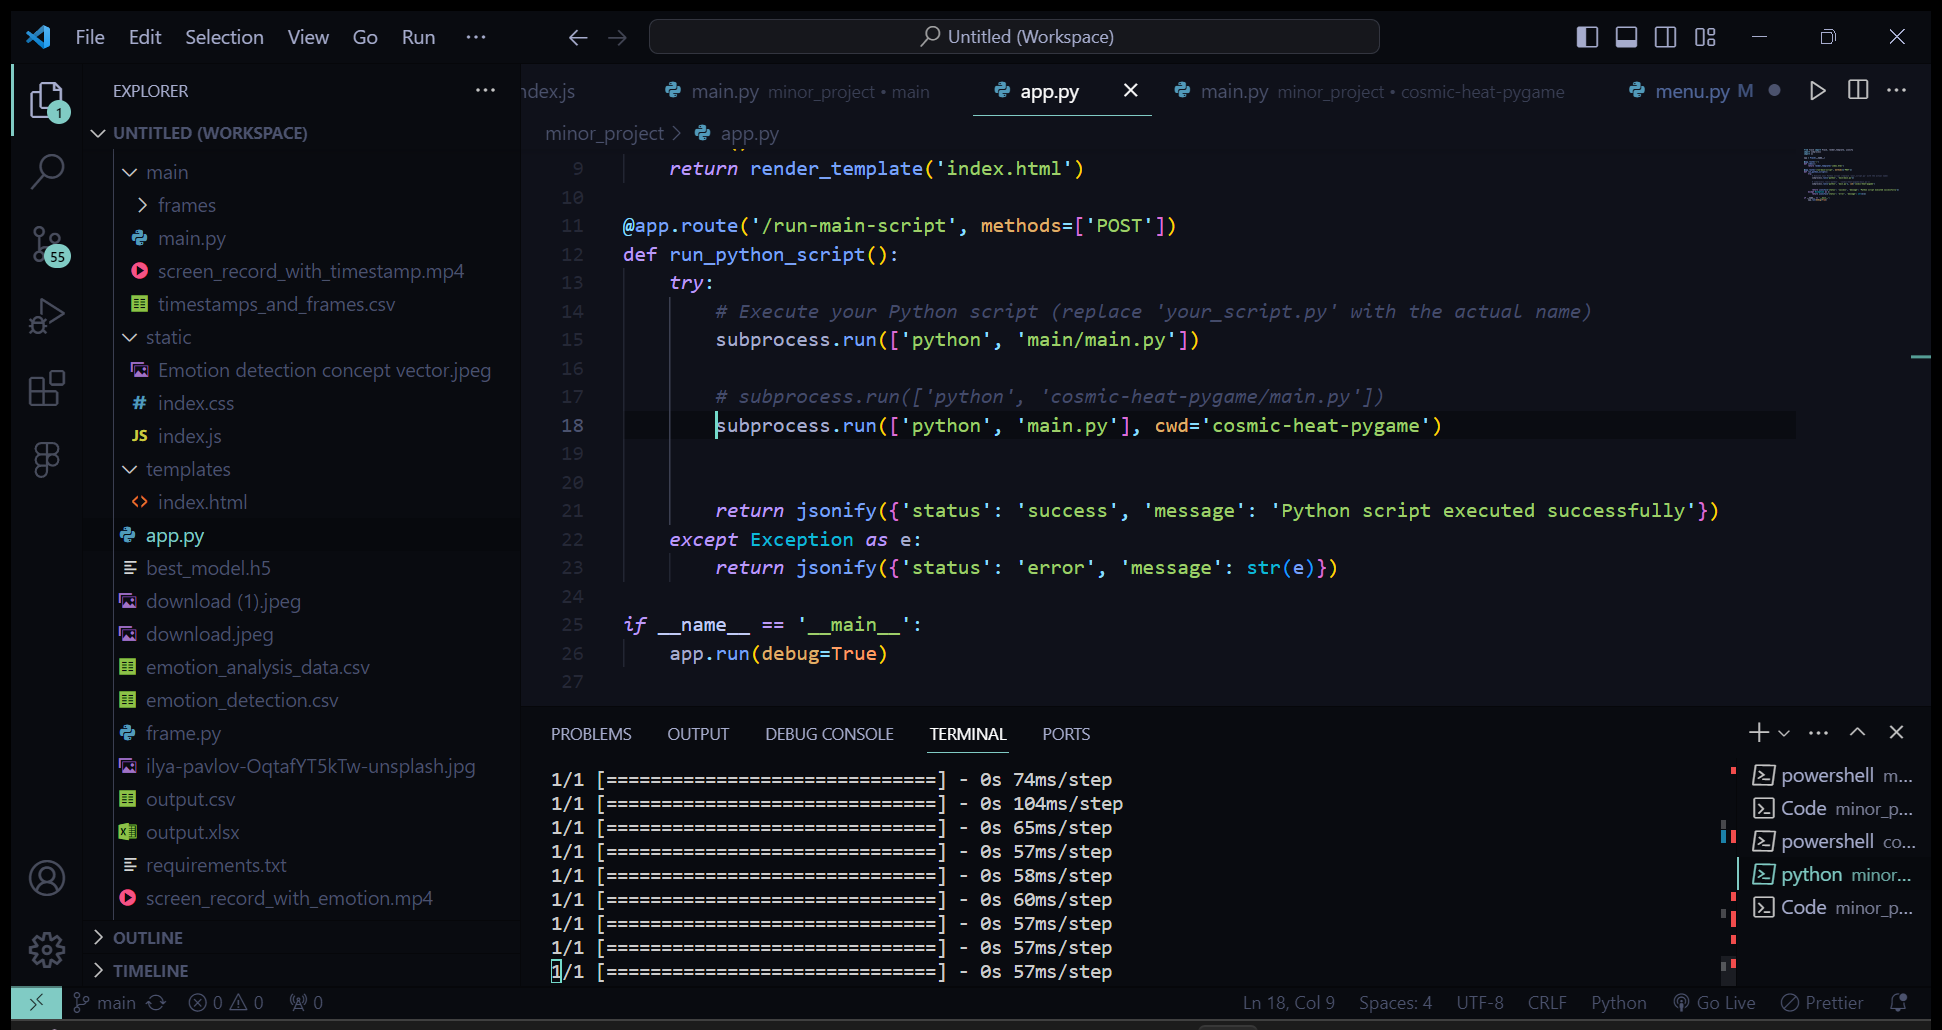 File Edit Selection View Go Run ···
Untitled (Workspace)
EXPLORER
1
UNTITLED (WORKSPACE)
main
frames
main.py
screen_record_with_timestamp.mp4
timestamps_and_frames.csv
static
Emotion detection concept vector.jpeg
# index.css
JS index.js
templates
index.html
app.py
best_model.h5
download (1).jpeg
download.jpeg
emotion_analysis_data.csv
emotion_detection.csv
frame.py
ilya-pavlov-OqtafYT5kTw-unsplash.jpg
output.csv
output.xlsx
requirements.txt
screen_record_with_emotion.mp4
OUTLINE
TIMELINE
55
ndex.js main.py minor_project • main app.py main.py minor_project • cosmic-heat-pygame menu.py M
minor_project > app.py
9 return render_template('index.html')
10
11 @app.route('/run-main-script', methods=['POST'])
12 def run_python_script():
13 try:
14 # Execute your Python script (replace 'your_script.py' with the actual name)
15 subprocess.run(['python', 'main/main.py'])
16
17 # subprocess.run(['python', 'cosmic-heat-pygame/main.py'])
18 subprocess.run(['python', 'main.py'], cwd='cosmic-heat-pygame')
19
20
21 return jsonify({'status': 'success', 'message': 'Python script executed successfully'})
22 except Exception as e:
23 return jsonify({'status': 'error', 'message': str(e)})
24
25 if __name__ == '__main__':
26 app.run(debug=True)
27
PROBLEMS OUTPUT DEBUG CONSOLE TERMINAL PORTS
1/1 [==============================] - 0s 74ms/step
1/1 [==============================] - 0s 104ms/step
1/1 [==============================] - 0s 65ms/step
1/1 [==============================] - 0s 57ms/step
1/1 [==============================] - 0s 58ms/step
1/1 [==============================] - 0s 60ms/step
1/1 [==============================] - 0s 57ms/step
1/1 [==============================] - 0s 57ms/step
1/1 [==============================] - 0s 57ms/step
powershell m...
Code minor_p...
powershell co...
python minor...
Code minor_p...
main 0 0 0 Ln 18, Col 9 Spaces: 4 UTF-8 CRLF Python Go Live Prettier